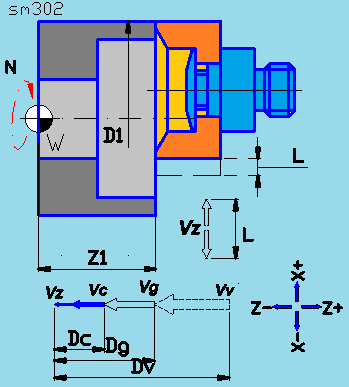 sm302
N
D1
W
L
Vz
L
Z1
Vz Vc Vg Vv
X+
Z- Z+
X-
Dc
Dg
Dv